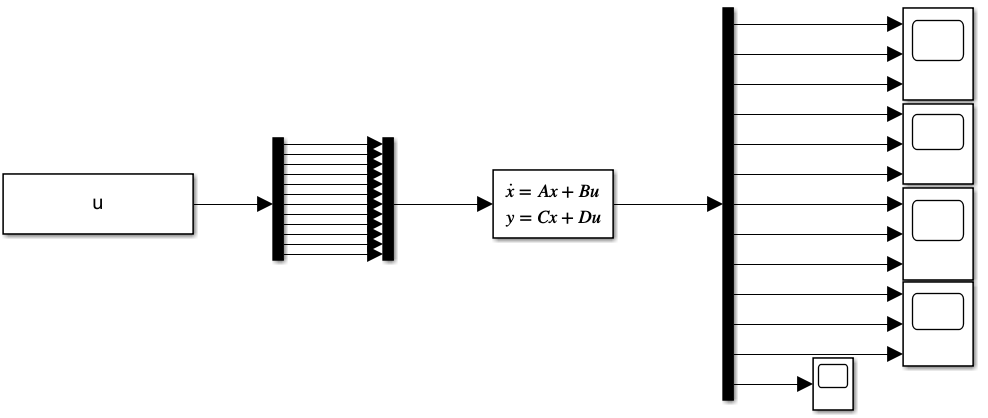 u
ẋ = Ax + Bu
y = Cx + Du